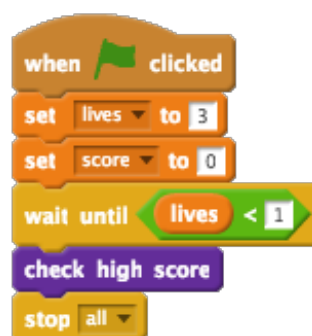 when clicked
set lives to 3
set score to 0
wait until lives < 1
check high score
stop all